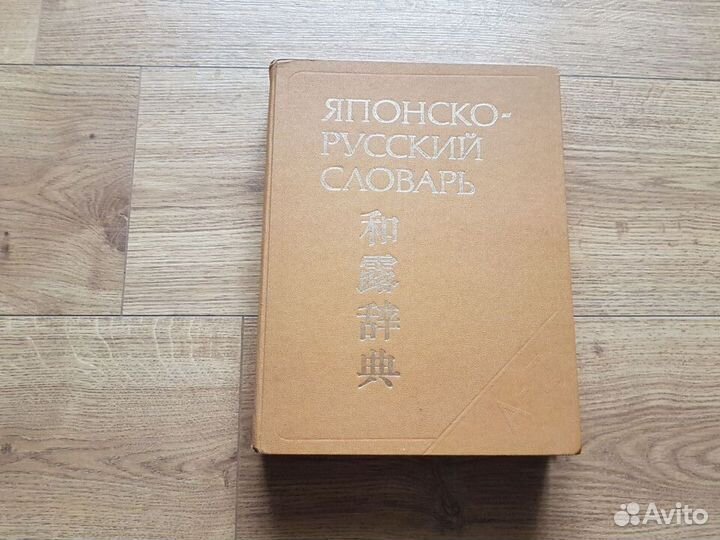 ЯПОНСКО-
РУССКИЙ
СЛОВАРЬ
和
露
辞
典
Avito